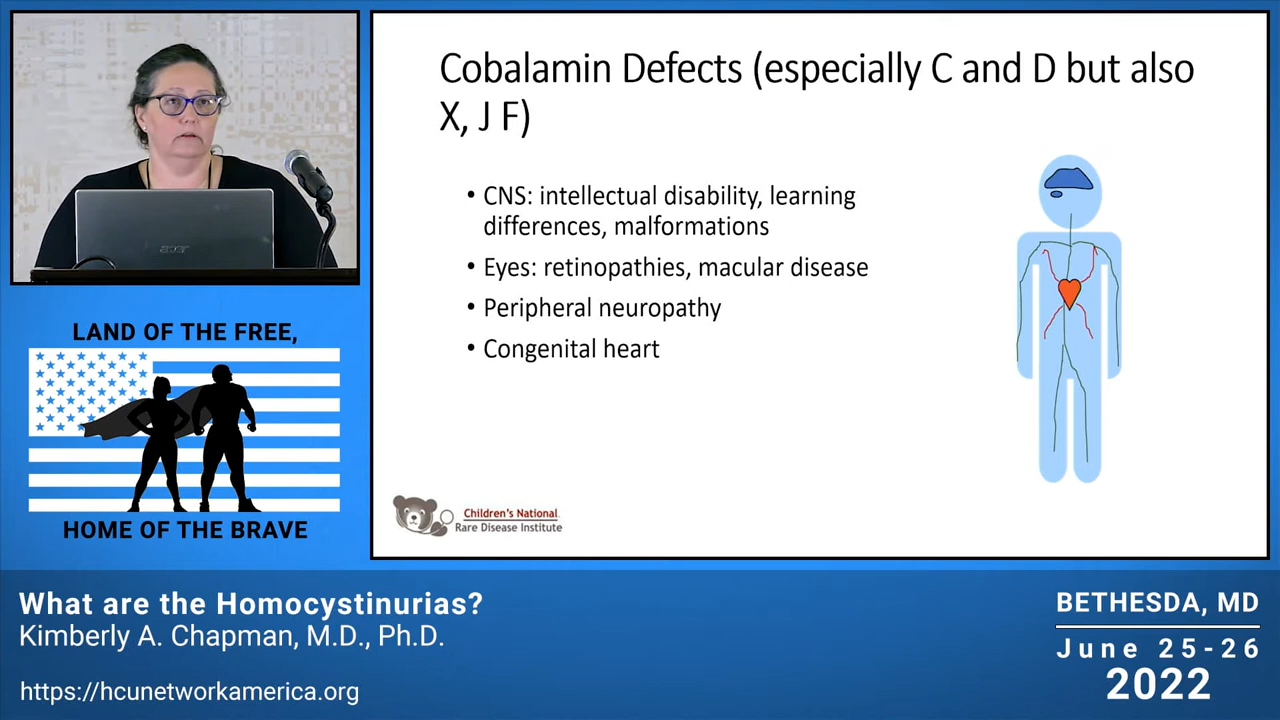 Cobalamin Defects (especially C and D but also
X, J F)
• CNS: intellectual disability, learning
differences, malformations
• Eyes: retinopathies, macular disease
• Peripheral neuropathy
• Congenital heart
Children's National
Rare Disease Institute
acer
LAND OF THE FREE,
HOME OF THE BRAVE
What are the Homocystinurias?
Kimberly A. Chapman, M.D., Ph.D.
https://hcunetworkamerica.org
BETHESDA, MD
June 25-26
2022